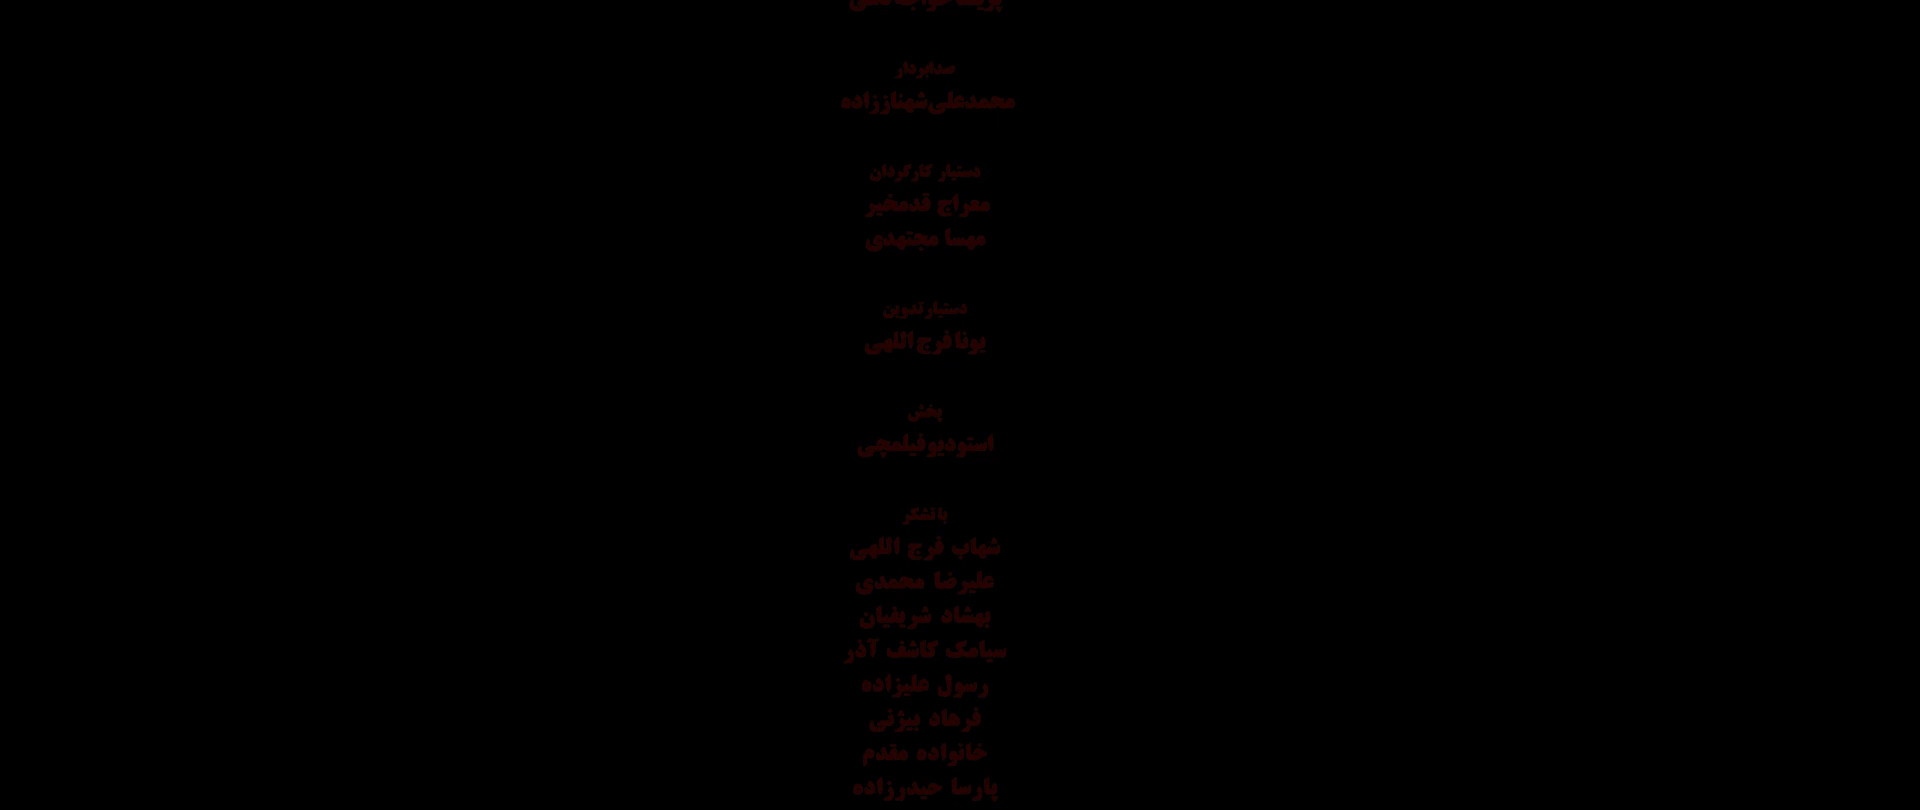 صدابردار
محمدعلی‌شهناززاده
دستیار کارگردان
معراج قدمخیر
مهسا مجتهدی
دستیار تدوین
یونا فرج اللهی
پخش
استودیو فیلمچی
با تشکر
شهاب فرج اللهی
علیرضا محمدی
بهشاد شریفیان
سیامک کاشف آذر
رسول علیزاده
فرهاد بیژنی
خانواده مقدم
پارسا حیدرزاده